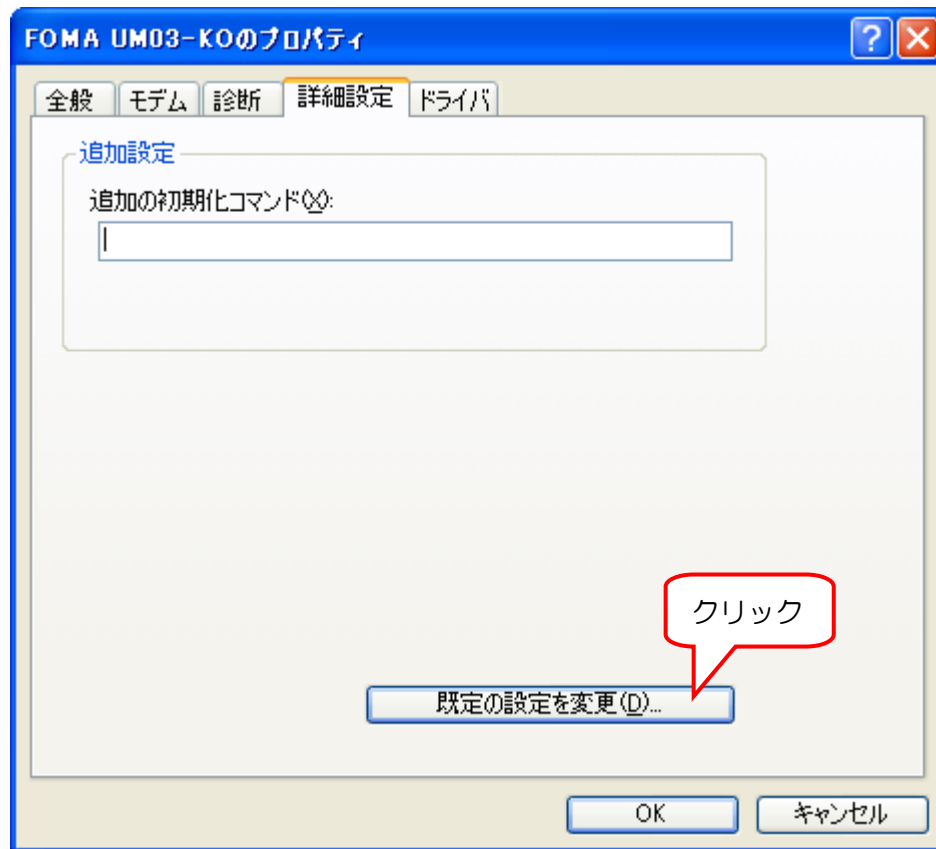 FOMA UM03-KOのプロパティ
全般 モデム 診断 詳細設定 ドライバ
追加設定
追加の初期化コマンド(X):
クリック
既定の設定を変更(D)...
OK キャンセル